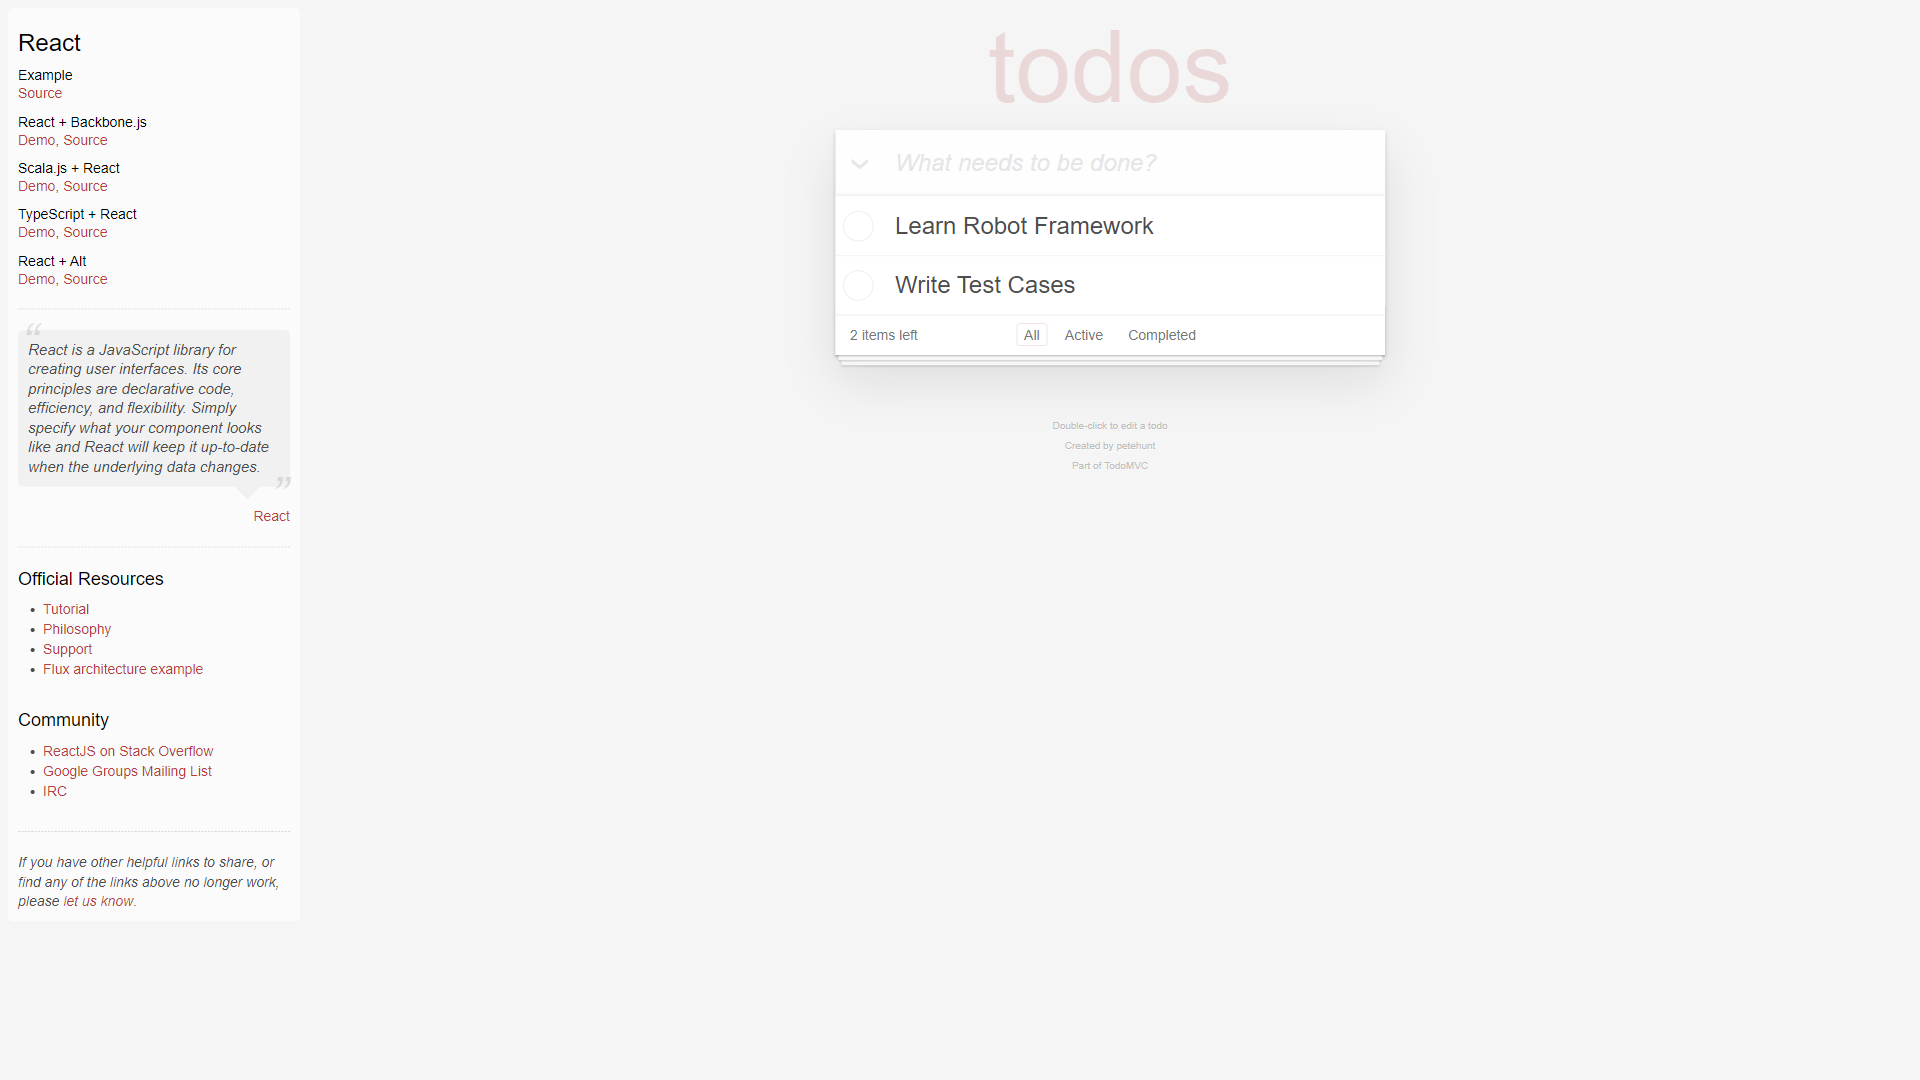 React
Example
Source
React + Backbone.js
Demo, Source
Scala.js + React
Demo, Source
TypeScript + React
Demo, Source
React + Alt
Demo, Source
“
React is a JavaScript library for
creating user interfaces. Its core
principles are declarative code,
efficiency, and flexibility. Simply
specify what your component looks
like and React will keep it up-to-date
when the underlying data changes.
”
React
Official Resources
• Tutorial
• Philosophy
• Support
• Flux architecture example
Community
• ReactJS on Stack Overflow
• Google Groups Mailing List
• IRC
If you have other helpful links to share, or
find any of the links above no longer work,
please let us know.
todos
What needs to be done?
Learn Robot Framework
Write Test Cases
2 items left All Active Completed
Double-click to edit a todo
Created by petehunt
Part of TodoMVC